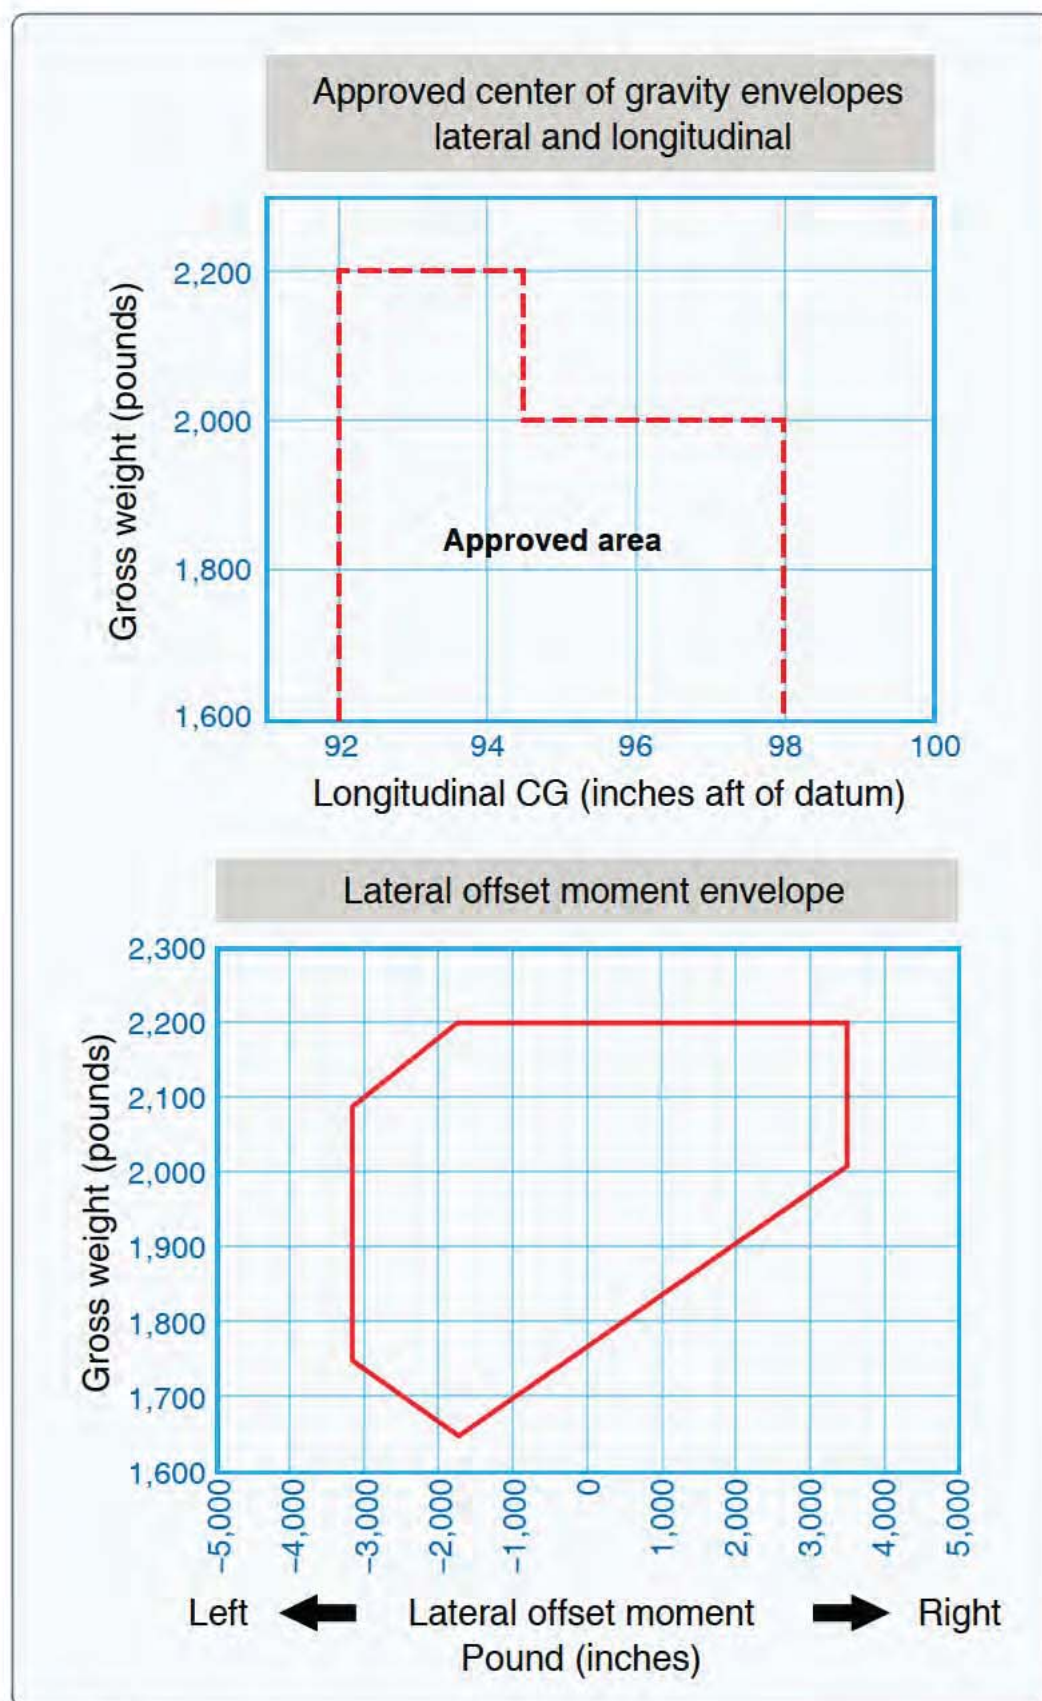 Approved center of gravity envelopes
lateral and longitudinal
Gross weight (pounds)
2,200
2,000
1,800
1,600
Approved area
92
94
96
98
100
Longitudinal CG (inches aft of datum)
Lateral offset moment envelope
Gross weight (pounds)
2,300
2,200
2,100
2,000
1,900
1,800
1,700
1,600
–5,000
–4,000
–3,000
–2,000
–1,000
0
1,000
2,000
3,000
4,000
5,000
Left
Lateral offset moment
Right
Pound (inches)